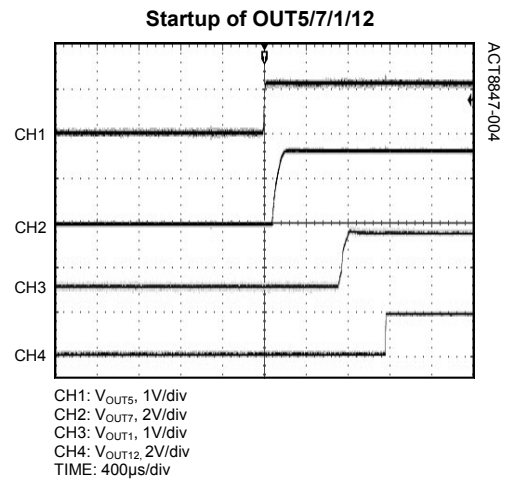 Startup of OUT5/7/1/12
ACT8847-004
CH1
CH2
CH3
CH4
CH1: VOUT5, 1V/div
CH2: VOUT7, 2V/div
CH3: VOUT1, 1V/div
CH4: VOUT12, 2V/div
TIME: 400µs/div